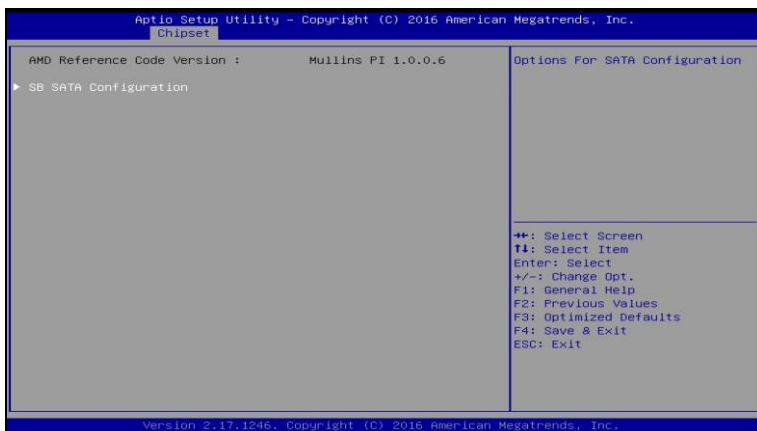 Aptio Setup Utility – Copyright (C) 2016 American Megatrends, Inc.
Chipset
AMD Reference Code Version : Mullins PI 1.0.0.6
► SB SATA Configuration
Options For SATA Configuration
→←: Select Screen
↑↓: Select Item
Enter: Select
+/-: Change Opt.
F1: General Help
F2: Previous Values
F3: Optimized Defaults
F4: Save & Exit
ESC: Exit
Version 2.17.1246. Copyright (C) 2016 American Megatrends, Inc.